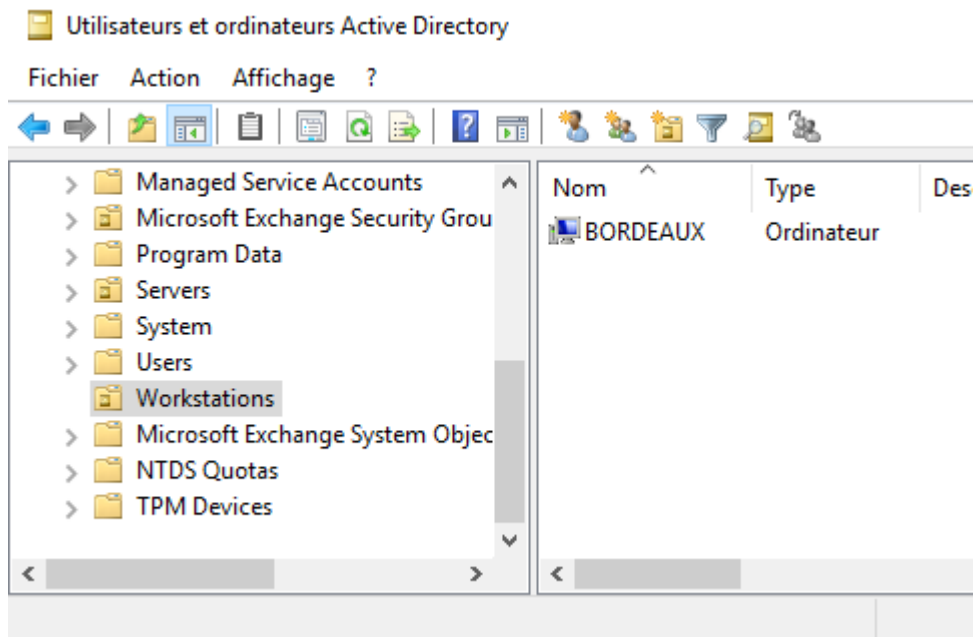 Utilisateurs et ordinateurs Active Directory
Fichier Action Affichage ?
Managed Service Accounts
Microsoft Exchange Security Grou
Program Data
Servers
System
Users
Workstations
Microsoft Exchange System Objec
NTDS Quotas
TPM Devices
Nom Type Des
BORDEAUX Ordinateur